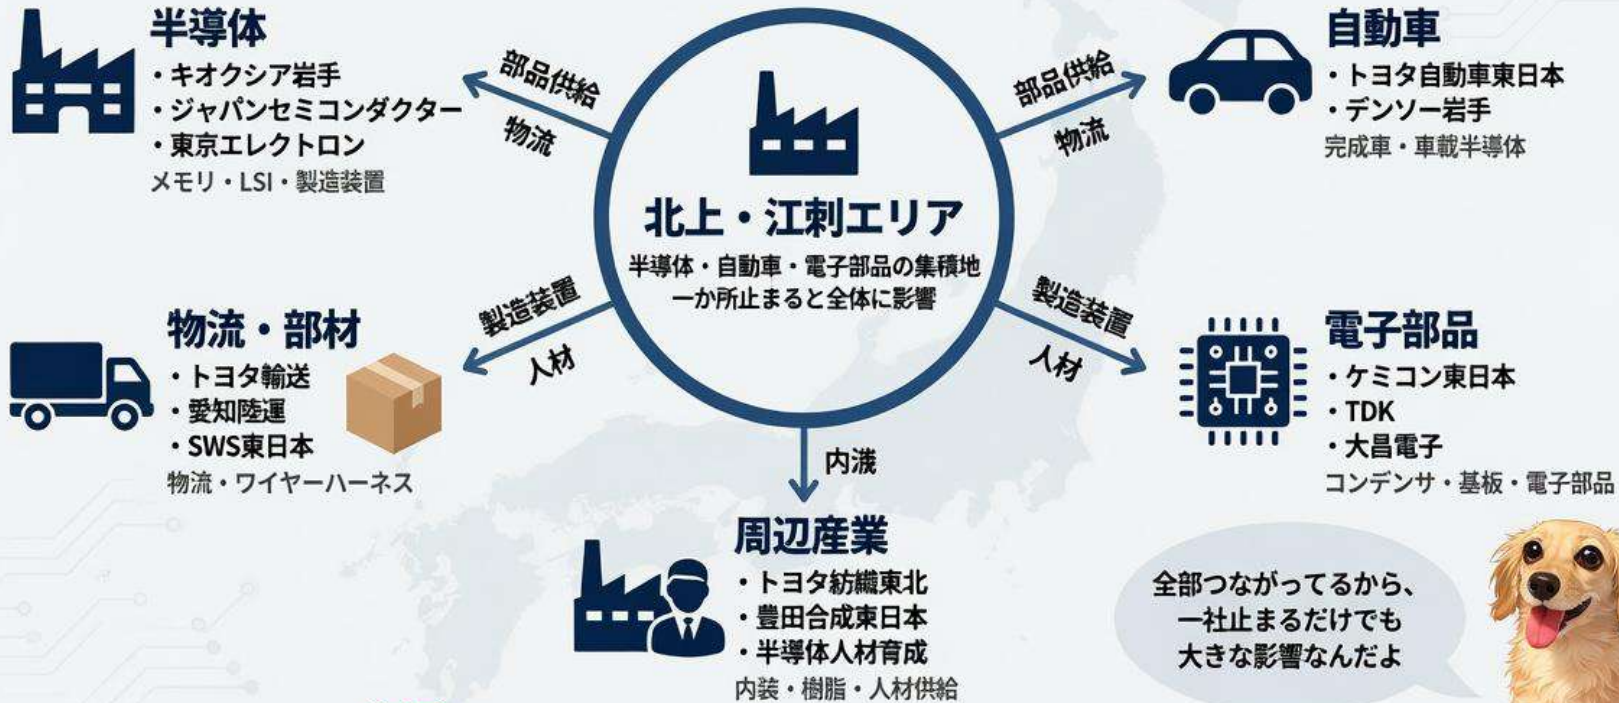 半導体
・キオクシア岩手
・ジャパンセミコンダクター
・東京エレクトロン
メモリ・LSI・製造装置
部品供給
物流
部品供給
物流
自動車
・トヨタ自動車東日本
・デンソー岩手
完成車・車載半導体
北上・江刺エリア
半導体・自動車・電子部品の集積地
一か所止まると全体に影響
物流・部材
・トヨタ輸送
・愛知陸運
・SWS東日本
物流・ワイヤーハーネス
製造装置
人材
製造装置
人材
電子部品
・ケミコン東日本
・TDK
・大昌電子
コンデンサ・基板・電子部品
周辺産業
・トヨタ紡織東北
・豊田合成東日本
・半導体人材育成
内装・樹脂・人材供給
全部つながってるから、
一社止まるだけでも
大きな影響なんだよ